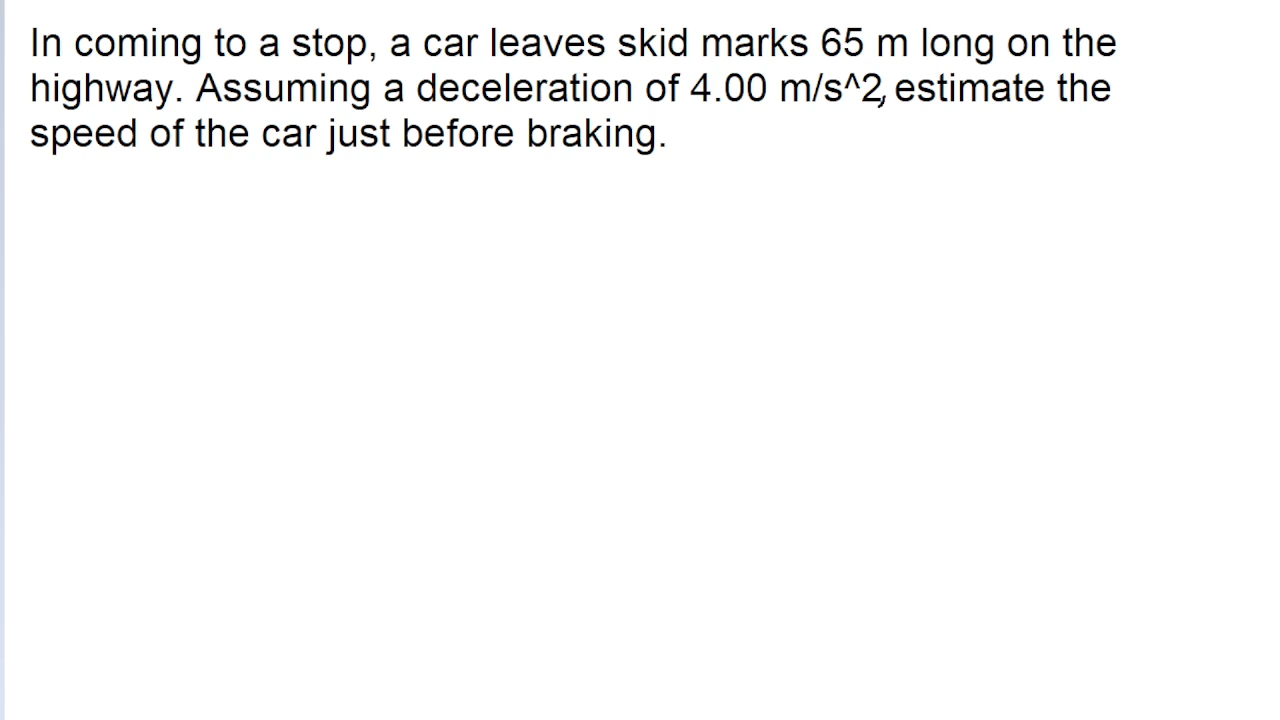 In coming to a stop, a car leaves skid marks 65 m long on the
highway. Assuming a deceleration of 4.00 m/s^2, estimate the
speed of the car just before braking.